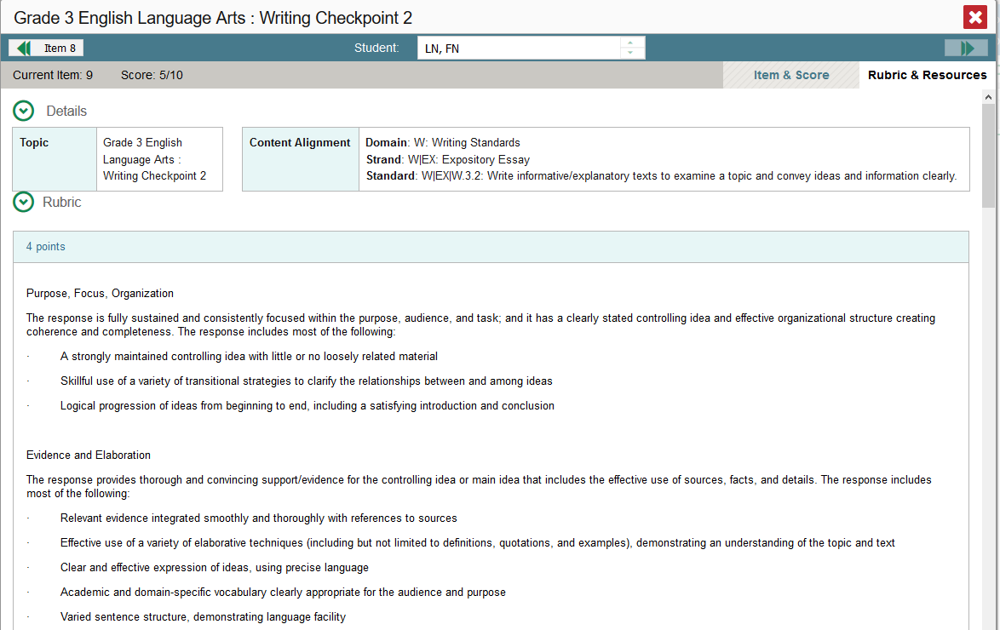 Grade 3 English Language Arts : Writing Checkpoint 2
Item 8
Student:
LN, FN
Current Item: 9
Score: 5/10
Item & Score
Rubric & Resources
Details
Topic
Grade 3 English
Language Arts :
Writing Checkpoint 2
Content Alignment
Domain: W: Writing Standards
Strand: W|EX: Expository Essay
Standard: W|EX|W.3.2: Write informative/explanatory texts to examine a topic and convey ideas and information clearly.
Rubric
4 points
Purpose, Focus, Organization
The response is fully sustained and consistently focused within the purpose, audience, and task; and it has a clearly stated controlling idea and effective organizational structure creating
coherence and completeness. The response includes most of the following:
· A strongly maintained controlling idea with little or no loosely related material
· Skillful use of a variety of transitional strategies to clarify the relationships between and among ideas
· Logical progression of ideas from beginning to end, including a satisfying introduction and conclusion
Evidence and Elaboration
The response provides thorough and convincing support/evidence for the controlling idea or main idea that includes the effective use of sources, facts, and details. The response includes
most of the following:
· Relevant evidence integrated smoothly and thoroughly with references to sources
· Effective use of a variety of elaborative techniques (including but not limited to definitions, quotations, and examples), demonstrating an understanding of the topic and text
· Clear and effective expression of ideas, using precise language
· Academic and domain-specific vocabulary clearly appropriate for the audience and purpose
· Varied sentence structure, demonstrating language facility